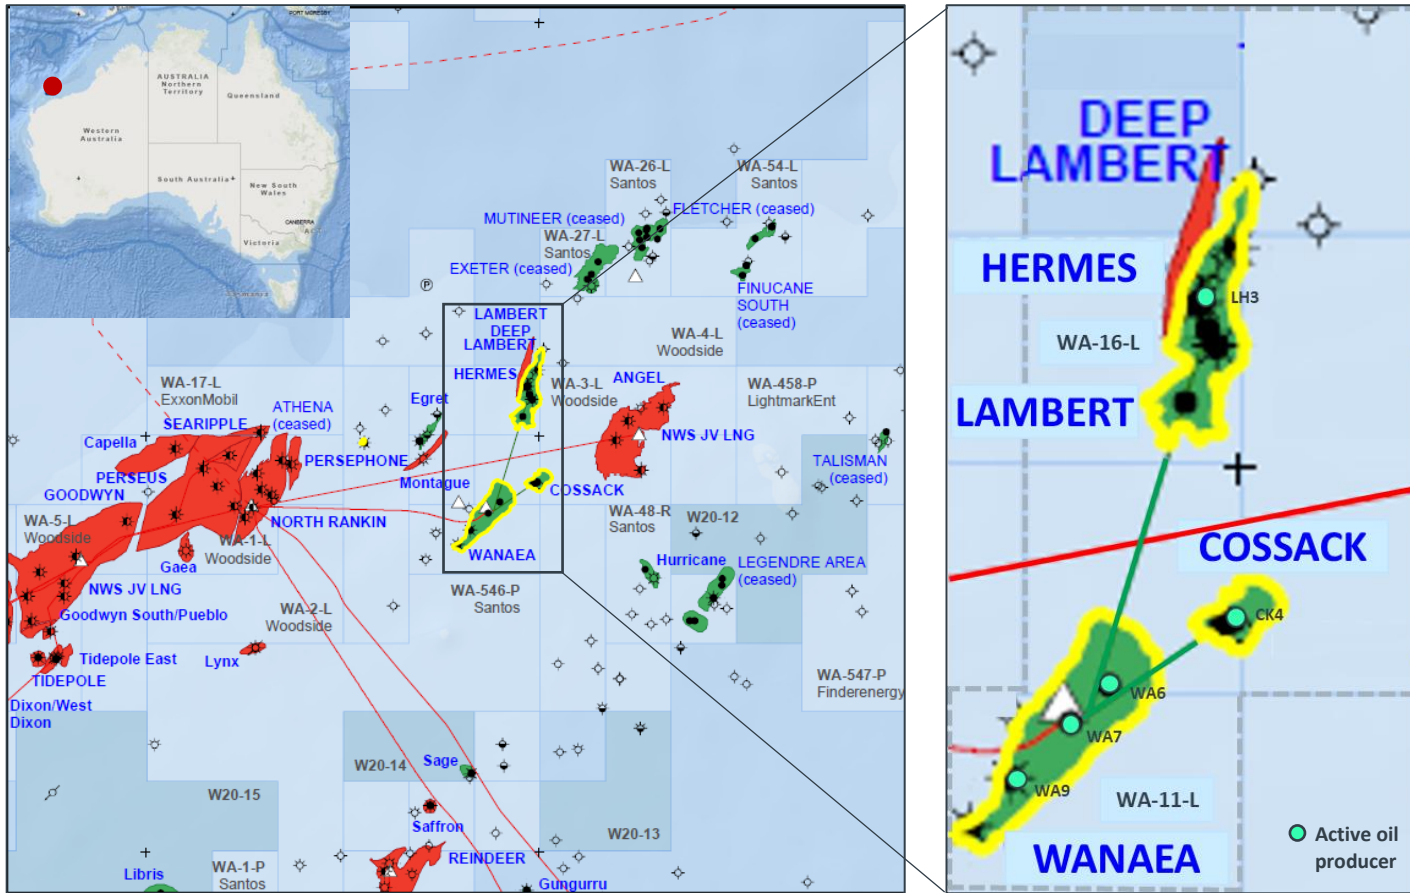 PORT MORESBY
AUSTRALIA
Northern
Territory
Queensland
Western
Australia
South Australia
New South
Wales
CANBERRA
Victoria
WA-26-L
Santos
WA-54-L
Santos
MUTINEER (ceased)
FLETCHER (ceased)
WA-27-L
Santos
EXETER (ceased)
FINUCANE
SOUTH
(ceased)
P
LAMBERT
DEEP
LAMBERT
WA-4-L
Woodside
HERMES
WA-3-L
Woodside
ANGEL
WA-458-P
LightmarkEnt
WA-17-L
ExxonMobil
Egret
SEARIPPLE
ATHENA
(ceased)
Capella
NWS JV LNG
PERSEPHONE
TALISMAN
(ceased)
PERSEUS
Montague
GOODWYN
COSSACK
WA-5-L
Woodside
NORTH RANKIN
WA-48-R
Santos
W20-12
WA-1-L
Woodside
WANAEA
Gaea
Hurricane
LEGENDRE AREA
(ceased)
NWS JV LNG
WA-546-P
Santos
Goodwyn South/Pueblo
WA-2-L
Woodside
Tidepole East
Lynx
TIDEPOLE
WA-547-P
Finderenergy
Dixon/West
Dixon
W20-14
Sage
W20-15
Saffron
W20-13
REINDEER
WA-1-P
Santos
Libris
Gungurru
DEEP
LAMBERT
HERMES
LH3
WA-16-L
LAMBERT
COSSACK
CK4
WA6
WA7
WA9
WA-11-L
WANAEA
Active oil
producer